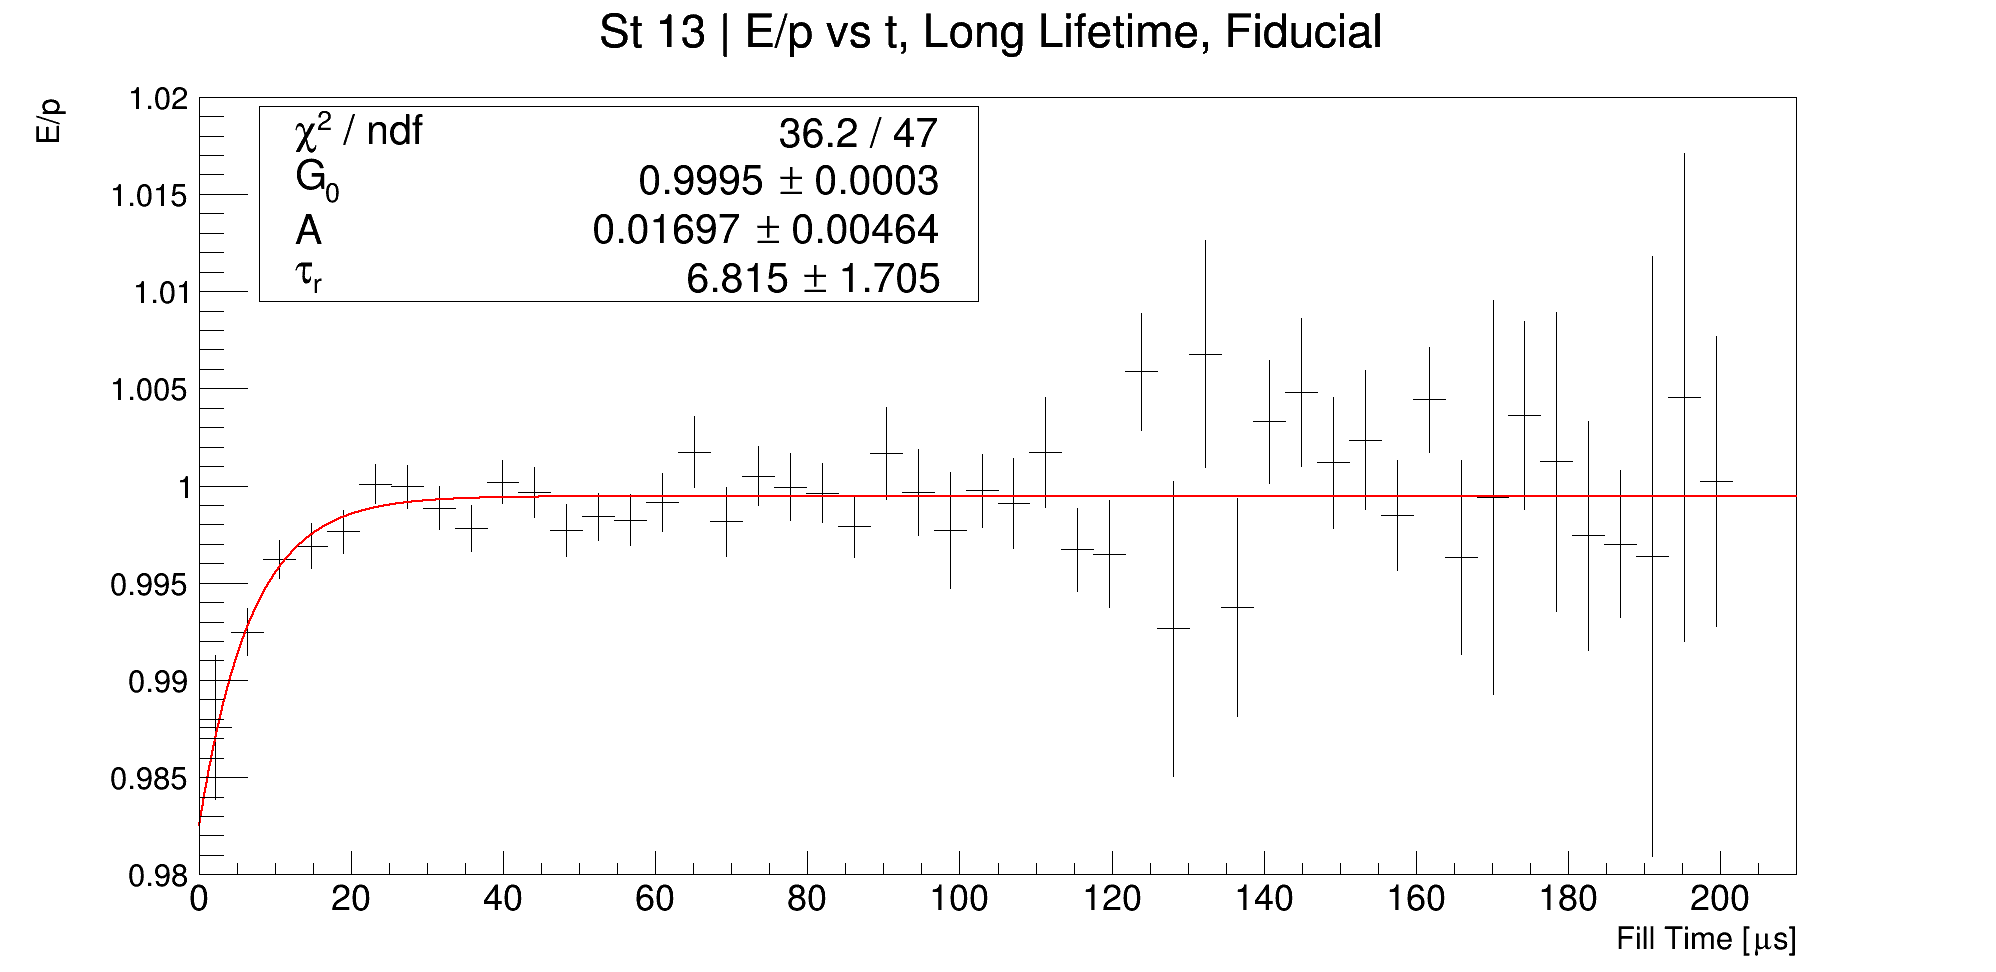 St 13 | E/p vs t, Long Lifetime, Fiducial
E/p
1.02
1.015
1.01
1.005
1
0.995
0.99
0.985
0.98
χ² / ndf 36.2 / 47
G₀ 0.9995 ± 0.0003
A 0.01697 ± 0.00464
τᵣ 6.815 ± 1.705
0 20 40 60 80 100 120 140 160 180 200
Fill Time [μs]